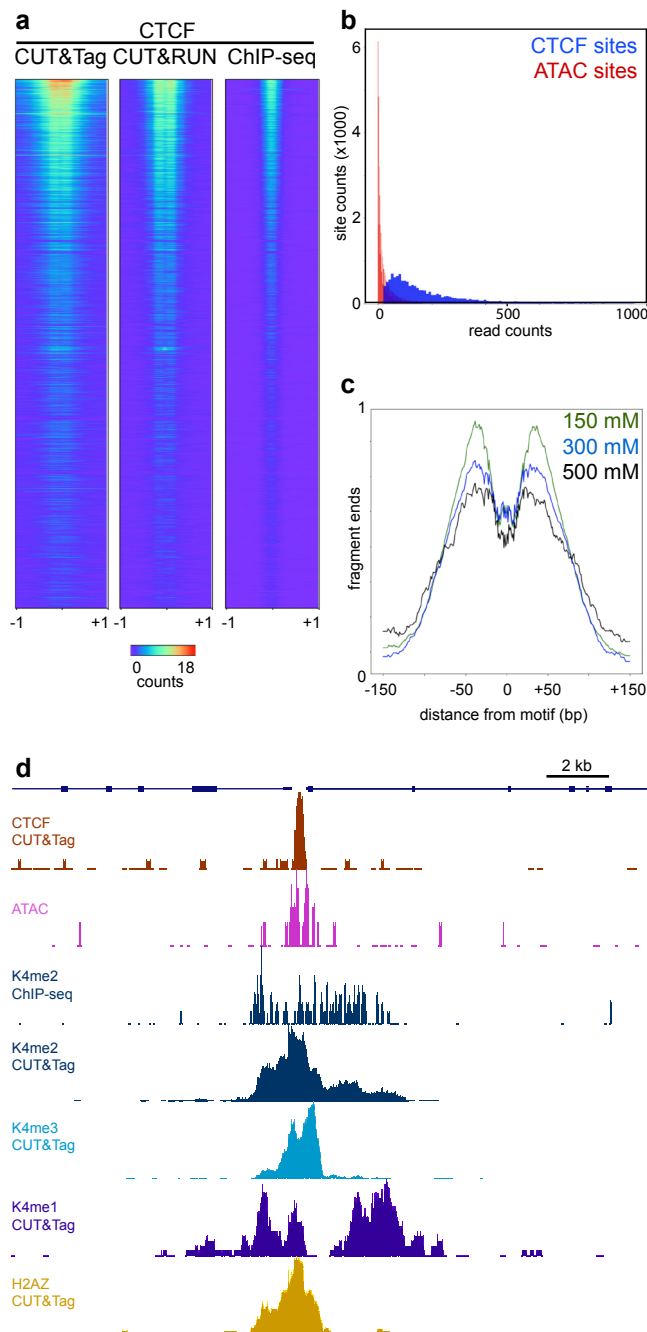 a
CTCF
CUT&Tag CUT&RUN ChIP-seq
-1 +1 -1 +1 -1 +1
0 18
counts
b
CTCF sites
ATAC sites
site counts (x1000)
6
4
2
0
0 500 1000
read counts
c
150 mM
300 mM
500 mM
fragment ends
1
0
-150 -50 0 +50 +150
distance from motif (bp)
d
2 kb
CTCF
CUT&Tag
ATAC
K4me2
ChIP-seq
K4me2
CUT&Tag
K4me3
CUT&Tag
K4me1
CUT&Tag
H2AZ
CUT&Tag